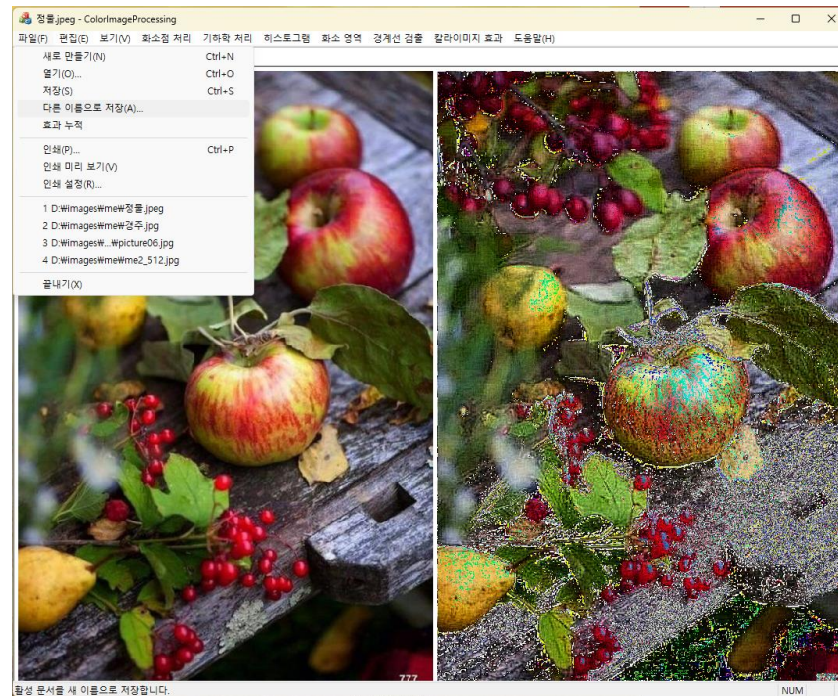 정물.jpeg - ColorImageProcessing
파일(F) 편집(E) 보기(V) 화소점 처리 기하학 처리 히스토그램 화소 영역 경계선 검출 칼라이미지 효과 도움말(H)
새로 만들기(N) Ctrl+N
열기(O)... Ctrl+O
저장(S) Ctrl+S
다른 이름으로 저장(A)...
효과 누적
인쇄(P)... Ctrl+P
인쇄 미리 보기(V)
인쇄 설정(R)...
1 D:₩images₩me₩정물.jpeg
2 D:₩images₩me₩경주.jpg
3 D:₩images₩...₩picture06.jpg
4 D:₩images₩me₩me2_512.jpg
끝내기(X)
777
활성 문서를 새 이름으로 저장합니다. NUM